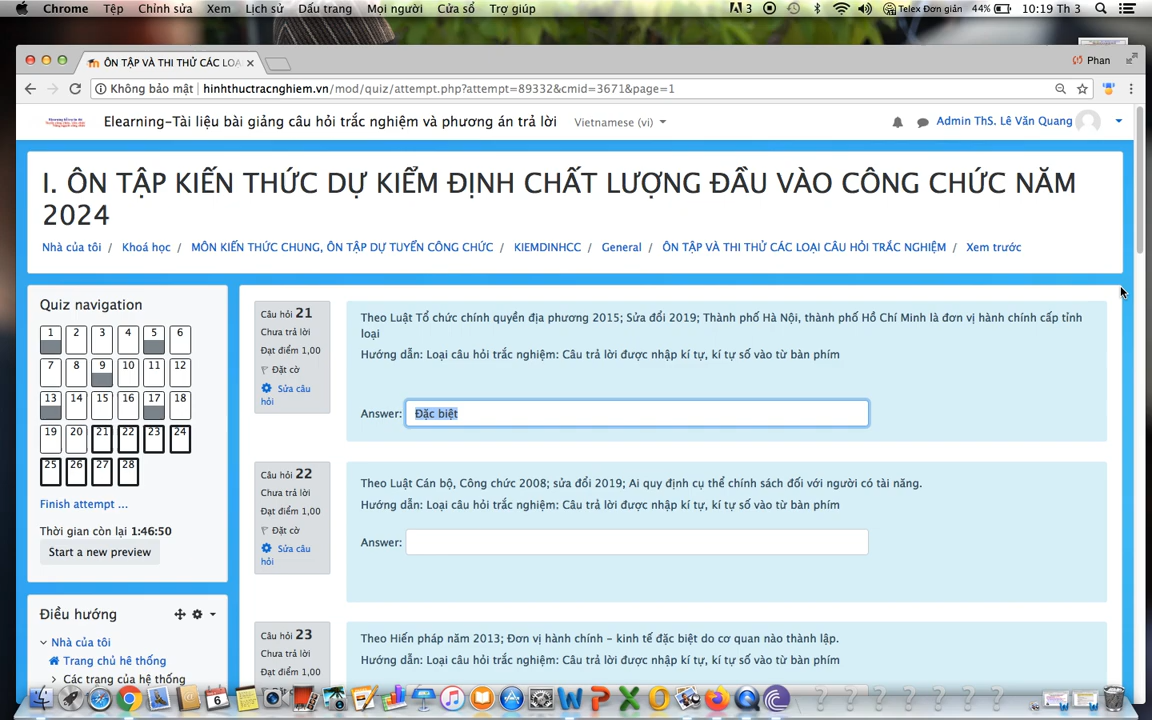 Chrome Tệp Chỉnh sửa Xem Lịch sử Dấu trang Mọi người Cửa sổ Trợ giúp 3 Telex Đơn giản 44% 10:19 Th 3
ÔN TẬP VÀ THI THỬ CÁC LOẠ
Phan
Không bảo mật | hinhthuctracnghiem.vn/mod/quiz/attempt.php?attempt=89332&cmid=3671&page=1
Elearning-Tài liệu bài giảng câu hỏi trắc nghiệm và phương án trả lời Vietnamese (vi) Admin ThS. Lê Văn Quang
I. ÔN TẬP KIẾN THỨC DỰ KIỂM ĐỊNH CHẤT LƯỢNG ĐẦU VÀO CÔNG CHỨC NĂM
2024
Nhà của tôi / Khoá học / MÔN KIẾN THỨC CHUNG, ÔN TẬP DỰ TUYỂN CÔNG CHỨC / KIEMDINHCC / General / ÔN TẬP VÀ THI THỬ CÁC LOẠI CÂU HỎI TRẮC NGHIỆM / Xem trước
Quiz navigation
1 2 3 4 5 6
7 8 9 10 11 12
13 14 15 16 17 18
19 20 21 22 23 24
25 26 27 28
Finish attempt ...
Thời gian còn lại 1:46:50
Start a new preview
Điều hướng
Nhà của tôi
Trang chủ hệ thống
Các trang của hệ thống
Câu hỏi 21
Chưa trả lời
Đạt điểm 1,00
Đặt cờ
Sửa câu
hỏi
Theo Luật Tổ chức chính quyền địa phương 2015; Sửa đổi 2019; Thành phố Hà Nội, thành phố Hồ Chí Minh là đơn vị hành chính cấp tỉnh
loại
Hướng dẫn: Loại câu hỏi trắc nghiệm: Câu trả lời được nhập kí tự, kí tự số vào từ bàn phím
Answer: Đặc biệt
Câu hỏi 22
Chưa trả lời
Đạt điểm 1,00
Đặt cờ
Sửa câu
hỏi
Theo Luật Cán bộ, Công chức 2008; sửa đổi 2019; Ai quy định cụ thể chính sách đối với người có tài năng.
Hướng dẫn: Loại câu hỏi trắc nghiệm: Câu trả lời được nhập kí tự, kí tự số vào từ bàn phím
Answer:
Câu hỏi 23
Chưa trả lời
Đạt điểm 1,00
Theo Hiến pháp năm 2013; Đơn vị hành chính - kinh tế đặc biệt do cơ quan nào thành lập.
Hướng dẫn: Loại câu hỏi trắc nghiệm: Câu trả lời được nhập kí tự, kí tự số vào từ bàn phím